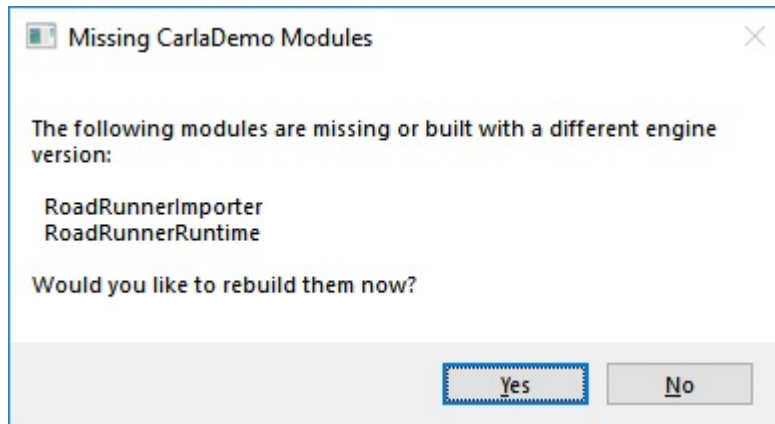 Missing CarlaDemo Modules
The following modules are missing or built with a different engine
version:
RoadRunnerImporter
RoadRunnerRuntime
Would you like to rebuild them now?
Yes
No